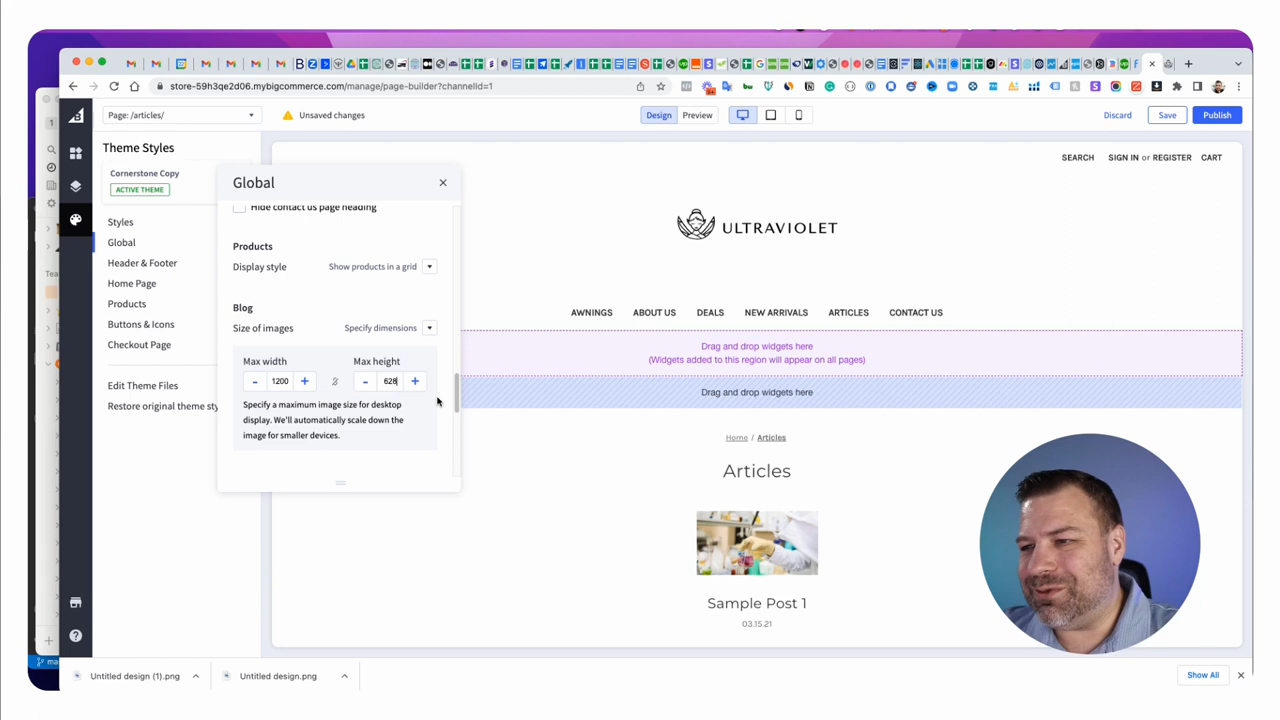 store-59h3qe2d06.mybigcommerce.com/manage/page-builder?channelId=1
Page: /articles/
Unsaved changes
Design
Preview
Discard
Save
Publish
Theme Styles
Cornerstone Copy
ACTIVE THEME
Styles
Global
Header & Footer
Home Page
Products
Buttons & Icons
Checkout Page
Edit Theme Files
Restore original theme sty
Global
Hide contact us page heading
Products
Display style
Show products in a grid
Blog
Size of images
Specify dimensions
Max width
Max height
- 1200 +
- 628 +
Specify a maximum image size for desktop
display. We'll automatically scale down the
image for smaller devices.
SEARCH
SIGN IN or REGISTER
CART
ULTRAVIOLET
AWNINGS
ABOUT US
DEALS
NEW ARRIVALS
ARTICLES
CONTACT US
Drag and drop widgets here
(Widgets added to this region will appear on all pages)
Drag and drop widgets here
Home / Articles
Articles
Sample Post 1
03.15.21
Untitled design (1).png
Untitled design.png
Show All